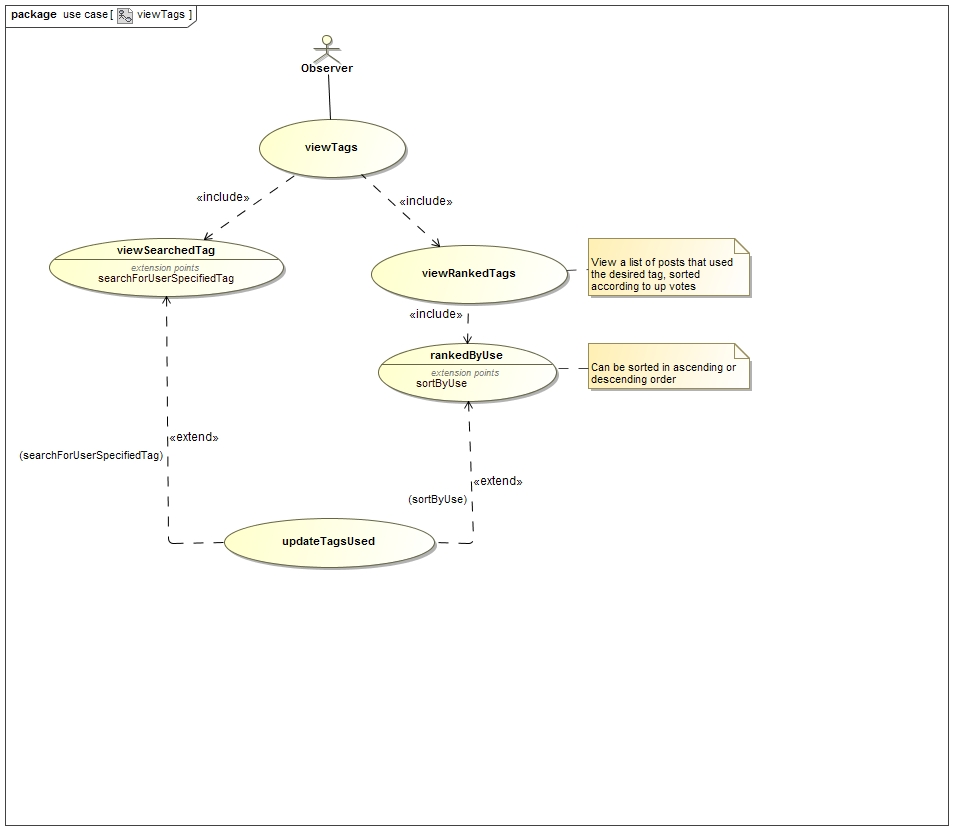 package use case [ viewTags ]
Observer
viewTags
«include»
«include»
viewSearchedTag
extension points
searchForUserSpecifiedTag
viewRankedTags
View a list of posts that used
the desired tag, sorted
according to up votes
«include»
rankedByUse
extension points
sortByUse
Can be sorted in ascending or
descending order
«extend»
(searchForUserSpecifiedTag)
«extend»
(sortByUse)
updateTagsUsed